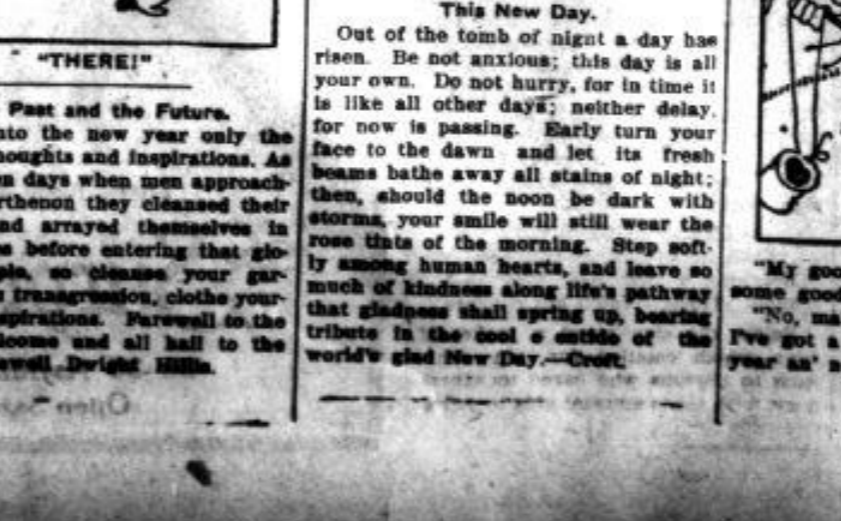 "THERE!"
Past and the Future.
nto the new year only the
houghts and inspirations. As
n days when men approach-
rthenon they cleansed their
nd arrayed themselves in
s before entering that glo-
ple, so cleanse your gar-
transgression, clothe your-
spirations. Farewell to the
lcome and all hail to the
ewell Dwight Hillis.
This New Day.
Out of the tomb of night a day has
risen. Be not anxious; this day is all
your own. Do not hurry, for in time it
is like all other days; neither delay,
for now is passing. Early turn your
face to the dawn and let its fresh
beams bathe away all stains of night;
then, should the noon be dark with
storms, your smile will still wear the
rose tints of the morning. Step soft-
ly among human hearts, and leave so
much of kindness along life's pathway
that gladness shall spring up, bearing
tribute in the cool e entide of the
world's glad New Day.—Croft.
"My goo
some good
"No, ma
I've got a
year an' n